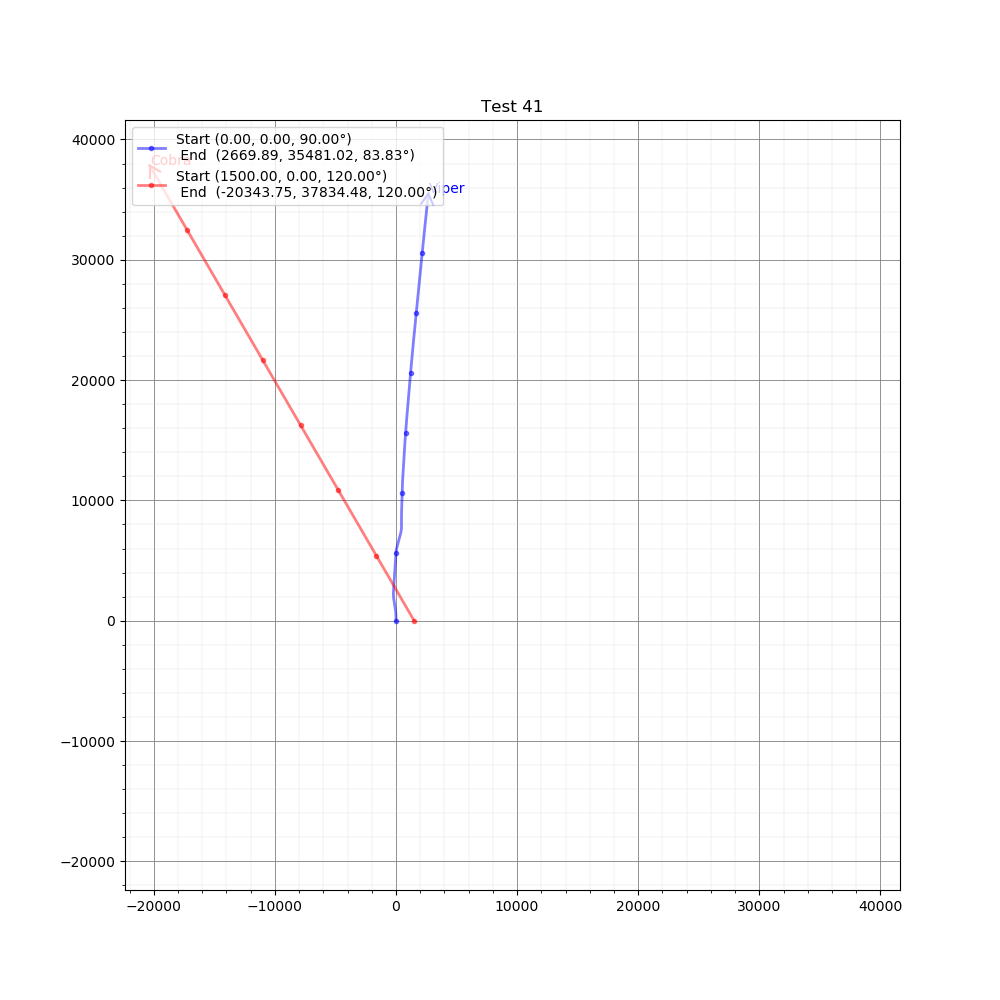 Test 41
Start (0.00, 0.00, 90.00°)
End (2669.89, 35481.02, 83.83°)
Start (1500.00, 0.00, 120.00°)
End (-20343.75, 37834.48, 120.00°)
Cobra
40000
30000
20000
10000
0
−10000
−20000
−20000 −10000 0 10000 20000 30000 40000